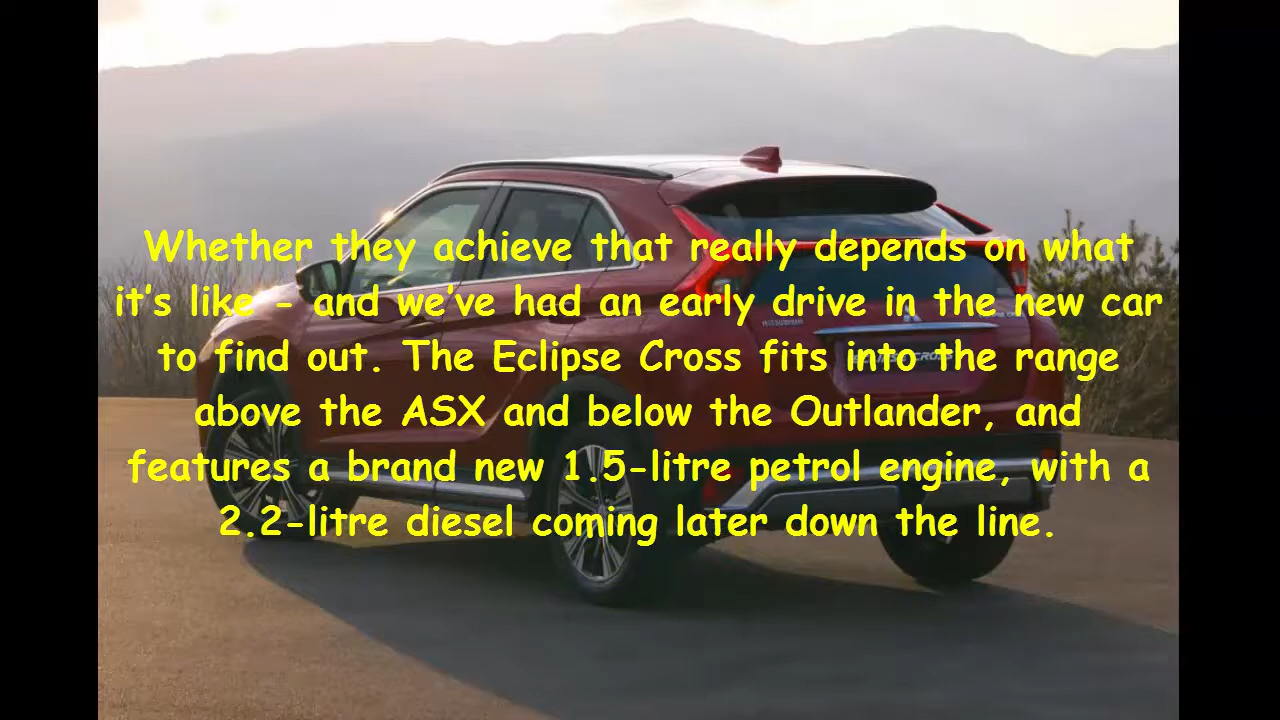 Whether they achieve that really depends on what
it's like - and we've had an early drive in the new car
to find out. The Eclipse Cross fits into the range
above the ASX and below the Outlander, and
features a brand new 1.5-litre petrol engine, with a
2.2-litre diesel coming later down the line.
MITSUBISHI
ECLIPSE CROSS